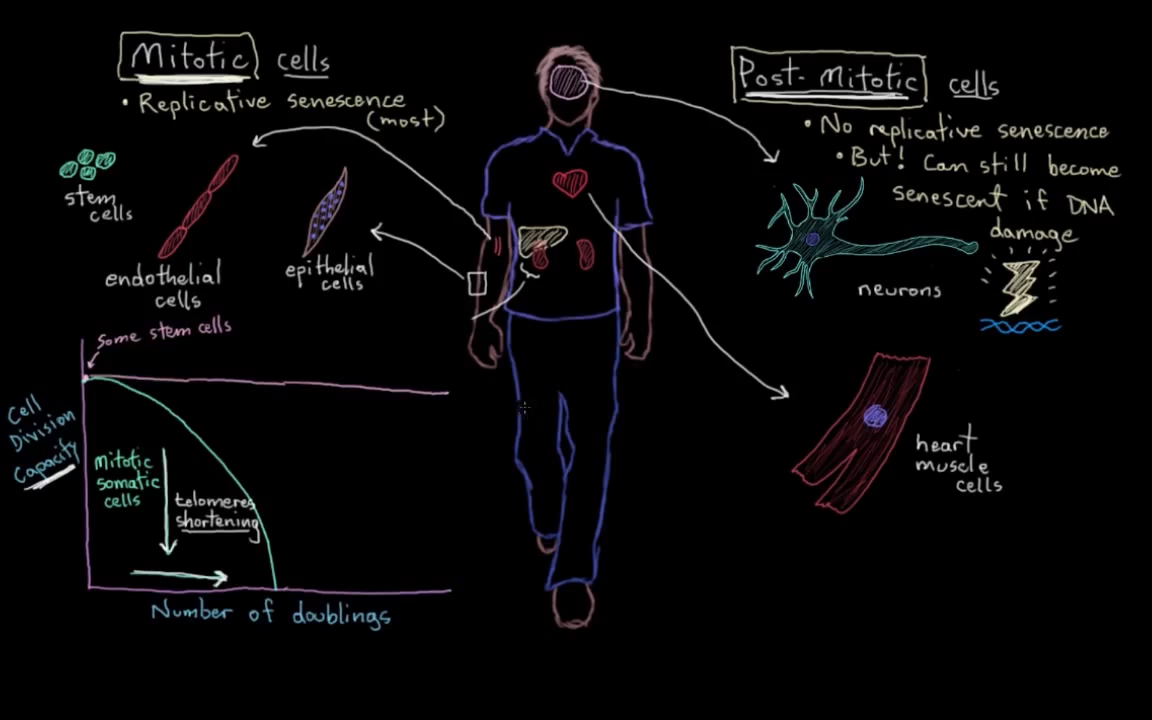 Mitotic cells
• Replicative senescence
(most)
stem
cells
endothelial
cells
epithelial
cells
some stem cells
Cell
Division
Capacity
Mitotic
somatic
cells
telomeres
shortening
Number of doublings
Post-Mitotic cells
• No replicative senescence
• But! Can still become
senescent if DNA
damage
neurons
heart
muscle
cells